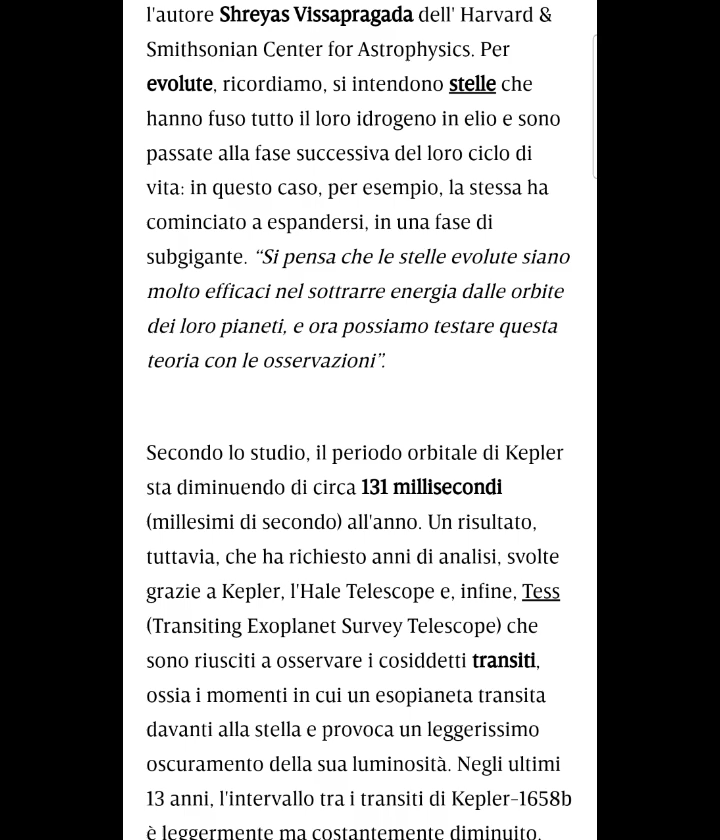 l'autore Shreyas Vissapragada dell' Harvard &
Smithsonian Center for Astrophysics. Per
evolute, ricordiamo, si intendono stelle che
hanno fuso tutto il loro idrogeno in elio e sono
passate alla fase successiva del loro ciclo di
vita: in questo caso, per esempio, la stessa ha
cominciato a espandersi, in una fase di
subgigante. “Si pensa che le stelle evolute siano
molto efficaci nel sottrarre energia dalle orbite
dei loro pianeti, e ora possiamo testare questa
teoria con le osservazioni”.
Secondo lo studio, il periodo orbitale di Kepler
sta diminuendo di circa 131 millisecondi
(millesimi di secondo) all'anno. Un risultato,
tuttavia, che ha richiesto anni di analisi, svolte
grazie a Kepler, l'Hale Telescope e, infine, Tess
(Transiting Exoplanet Survey Telescope) che
sono riusciti a osservare i cosiddetti transiti,
ossia i momenti in cui un esopianeta transita
davanti alla stella e provoca un leggerissimo
oscuramento della sua luminosità. Negli ultimi
13 anni, l'intervallo tra i transiti di Kepler-1658b
è leggermente ma costantemente diminuito.